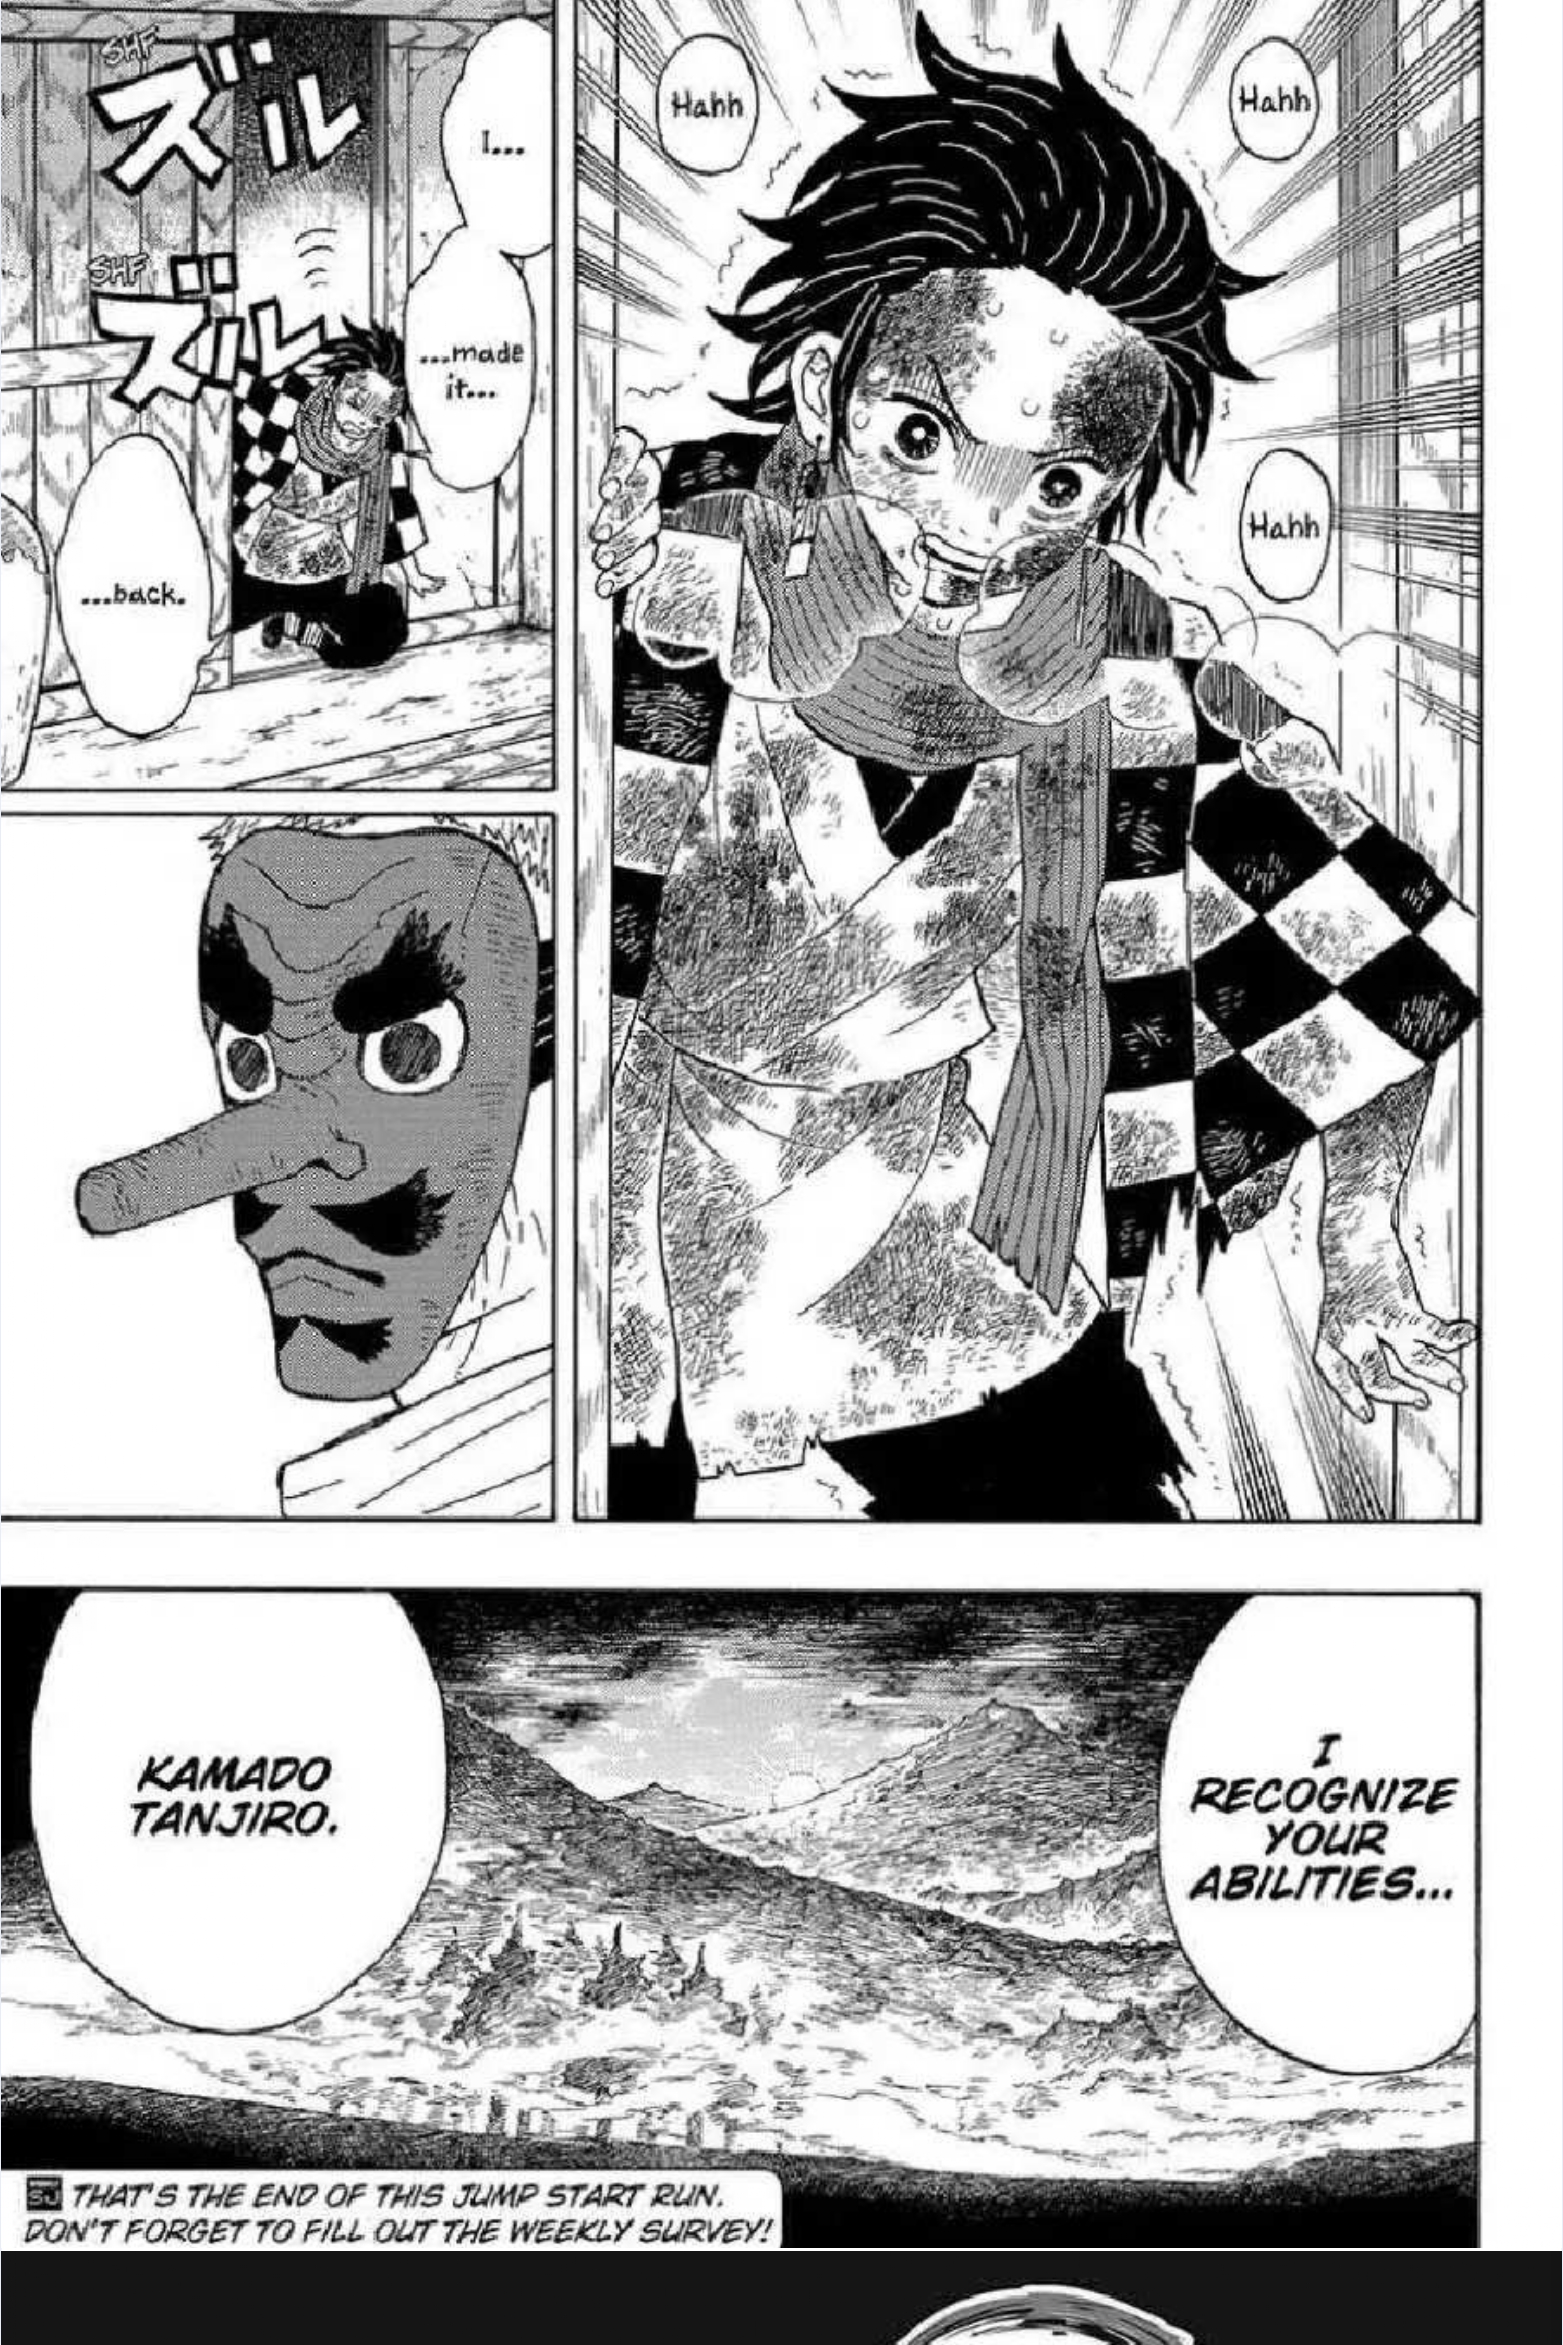 Hahh
Hahh
Hahh
I...
...made
it...
...back.
SHF
ズル
SHF
ズル
I
RECOGNIZE
YOUR
ABILITIES...
KAMADO
TANJIRO.
SJ THAT'S THE END OF THIS JUMP START RUN.
DON'T FORGET TO FILL OUT THE WEEKLY SURVEY!